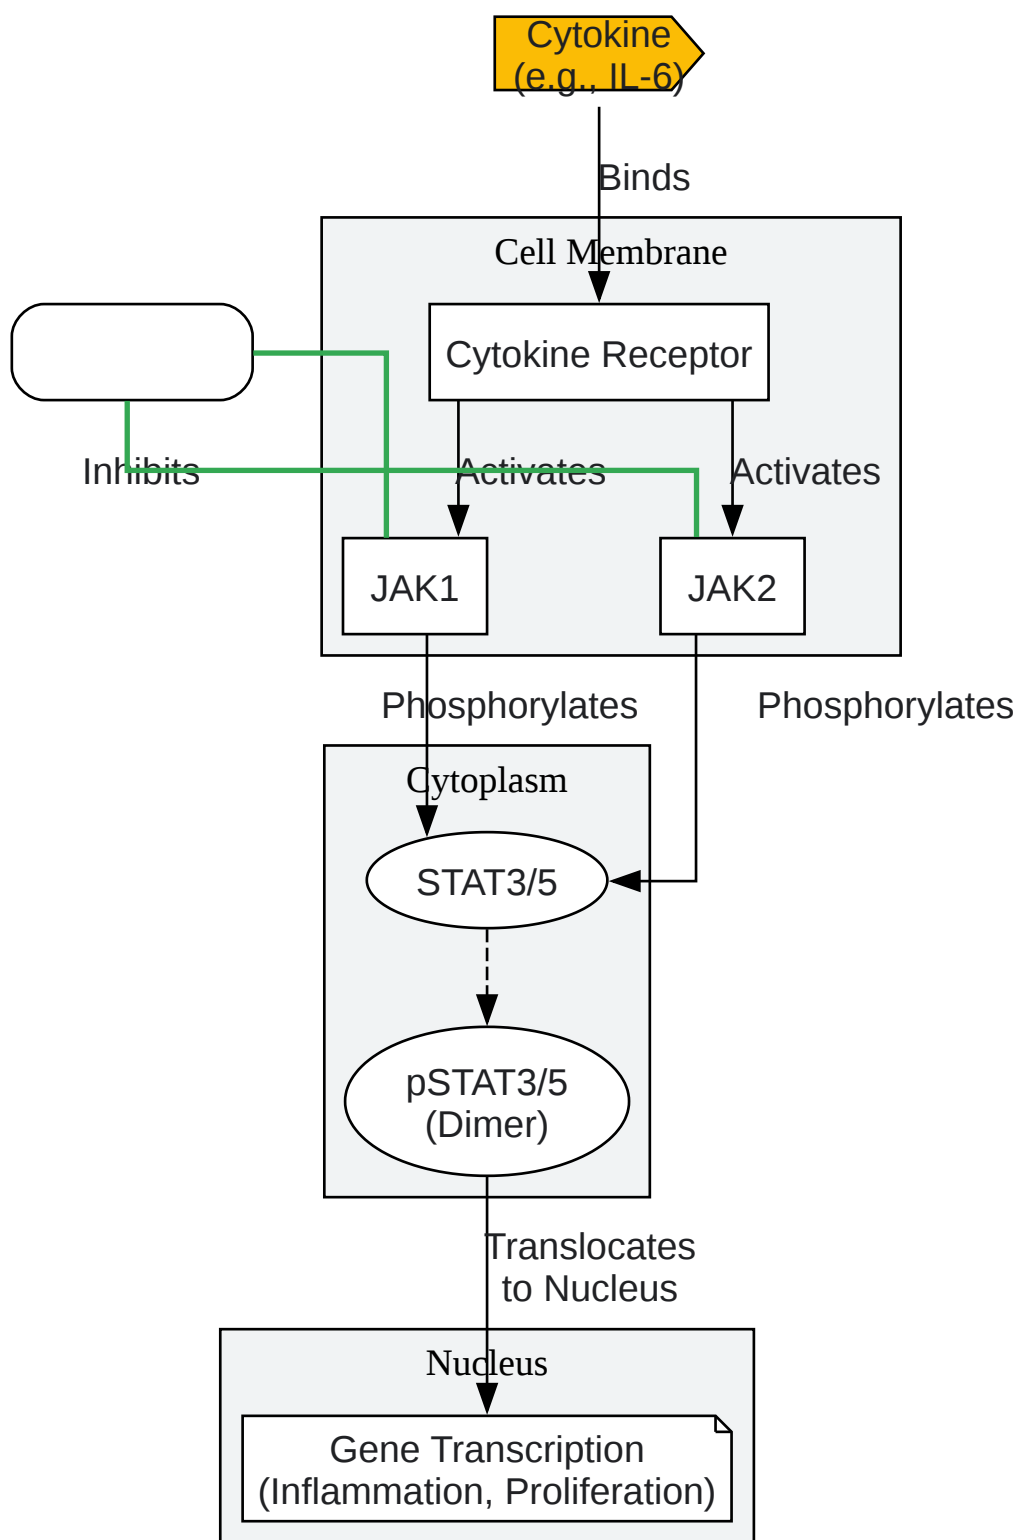 Cytokine
(e.g., IL-6)
Binds
Cell Membrane
Cytokine Receptor
Inhibits
Activates
Activates
JAK1
JAK2
Phosphorylates
Phosphorylates
Cytoplasm
STAT3/5
pSTAT3/5
(Dimer)
Translocates
to Nucleus
Nucleus
Gene Transcription
(Inflammation, Proliferation)